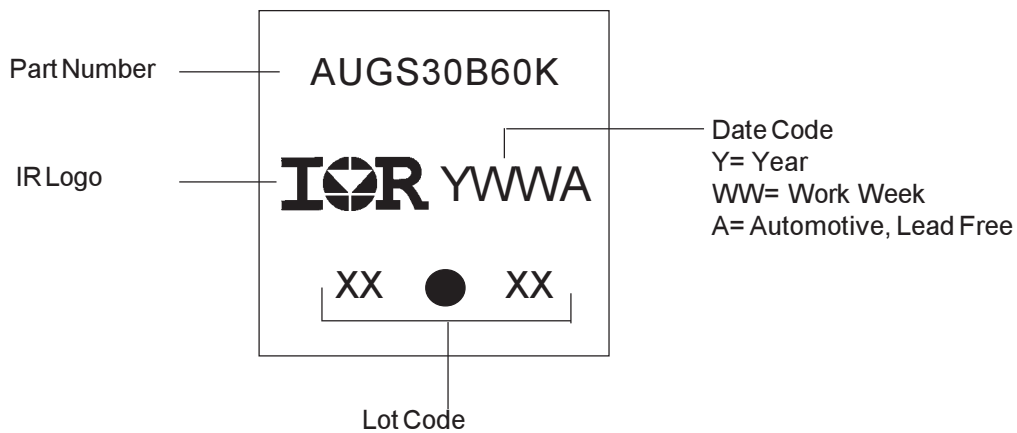 Part Number
AUGS30B60K
IR Logo
IOR YWWA
Date Code
Y= Year
WW= Work Week
A= Automotive, Lead Free
XX XX
Lot Code